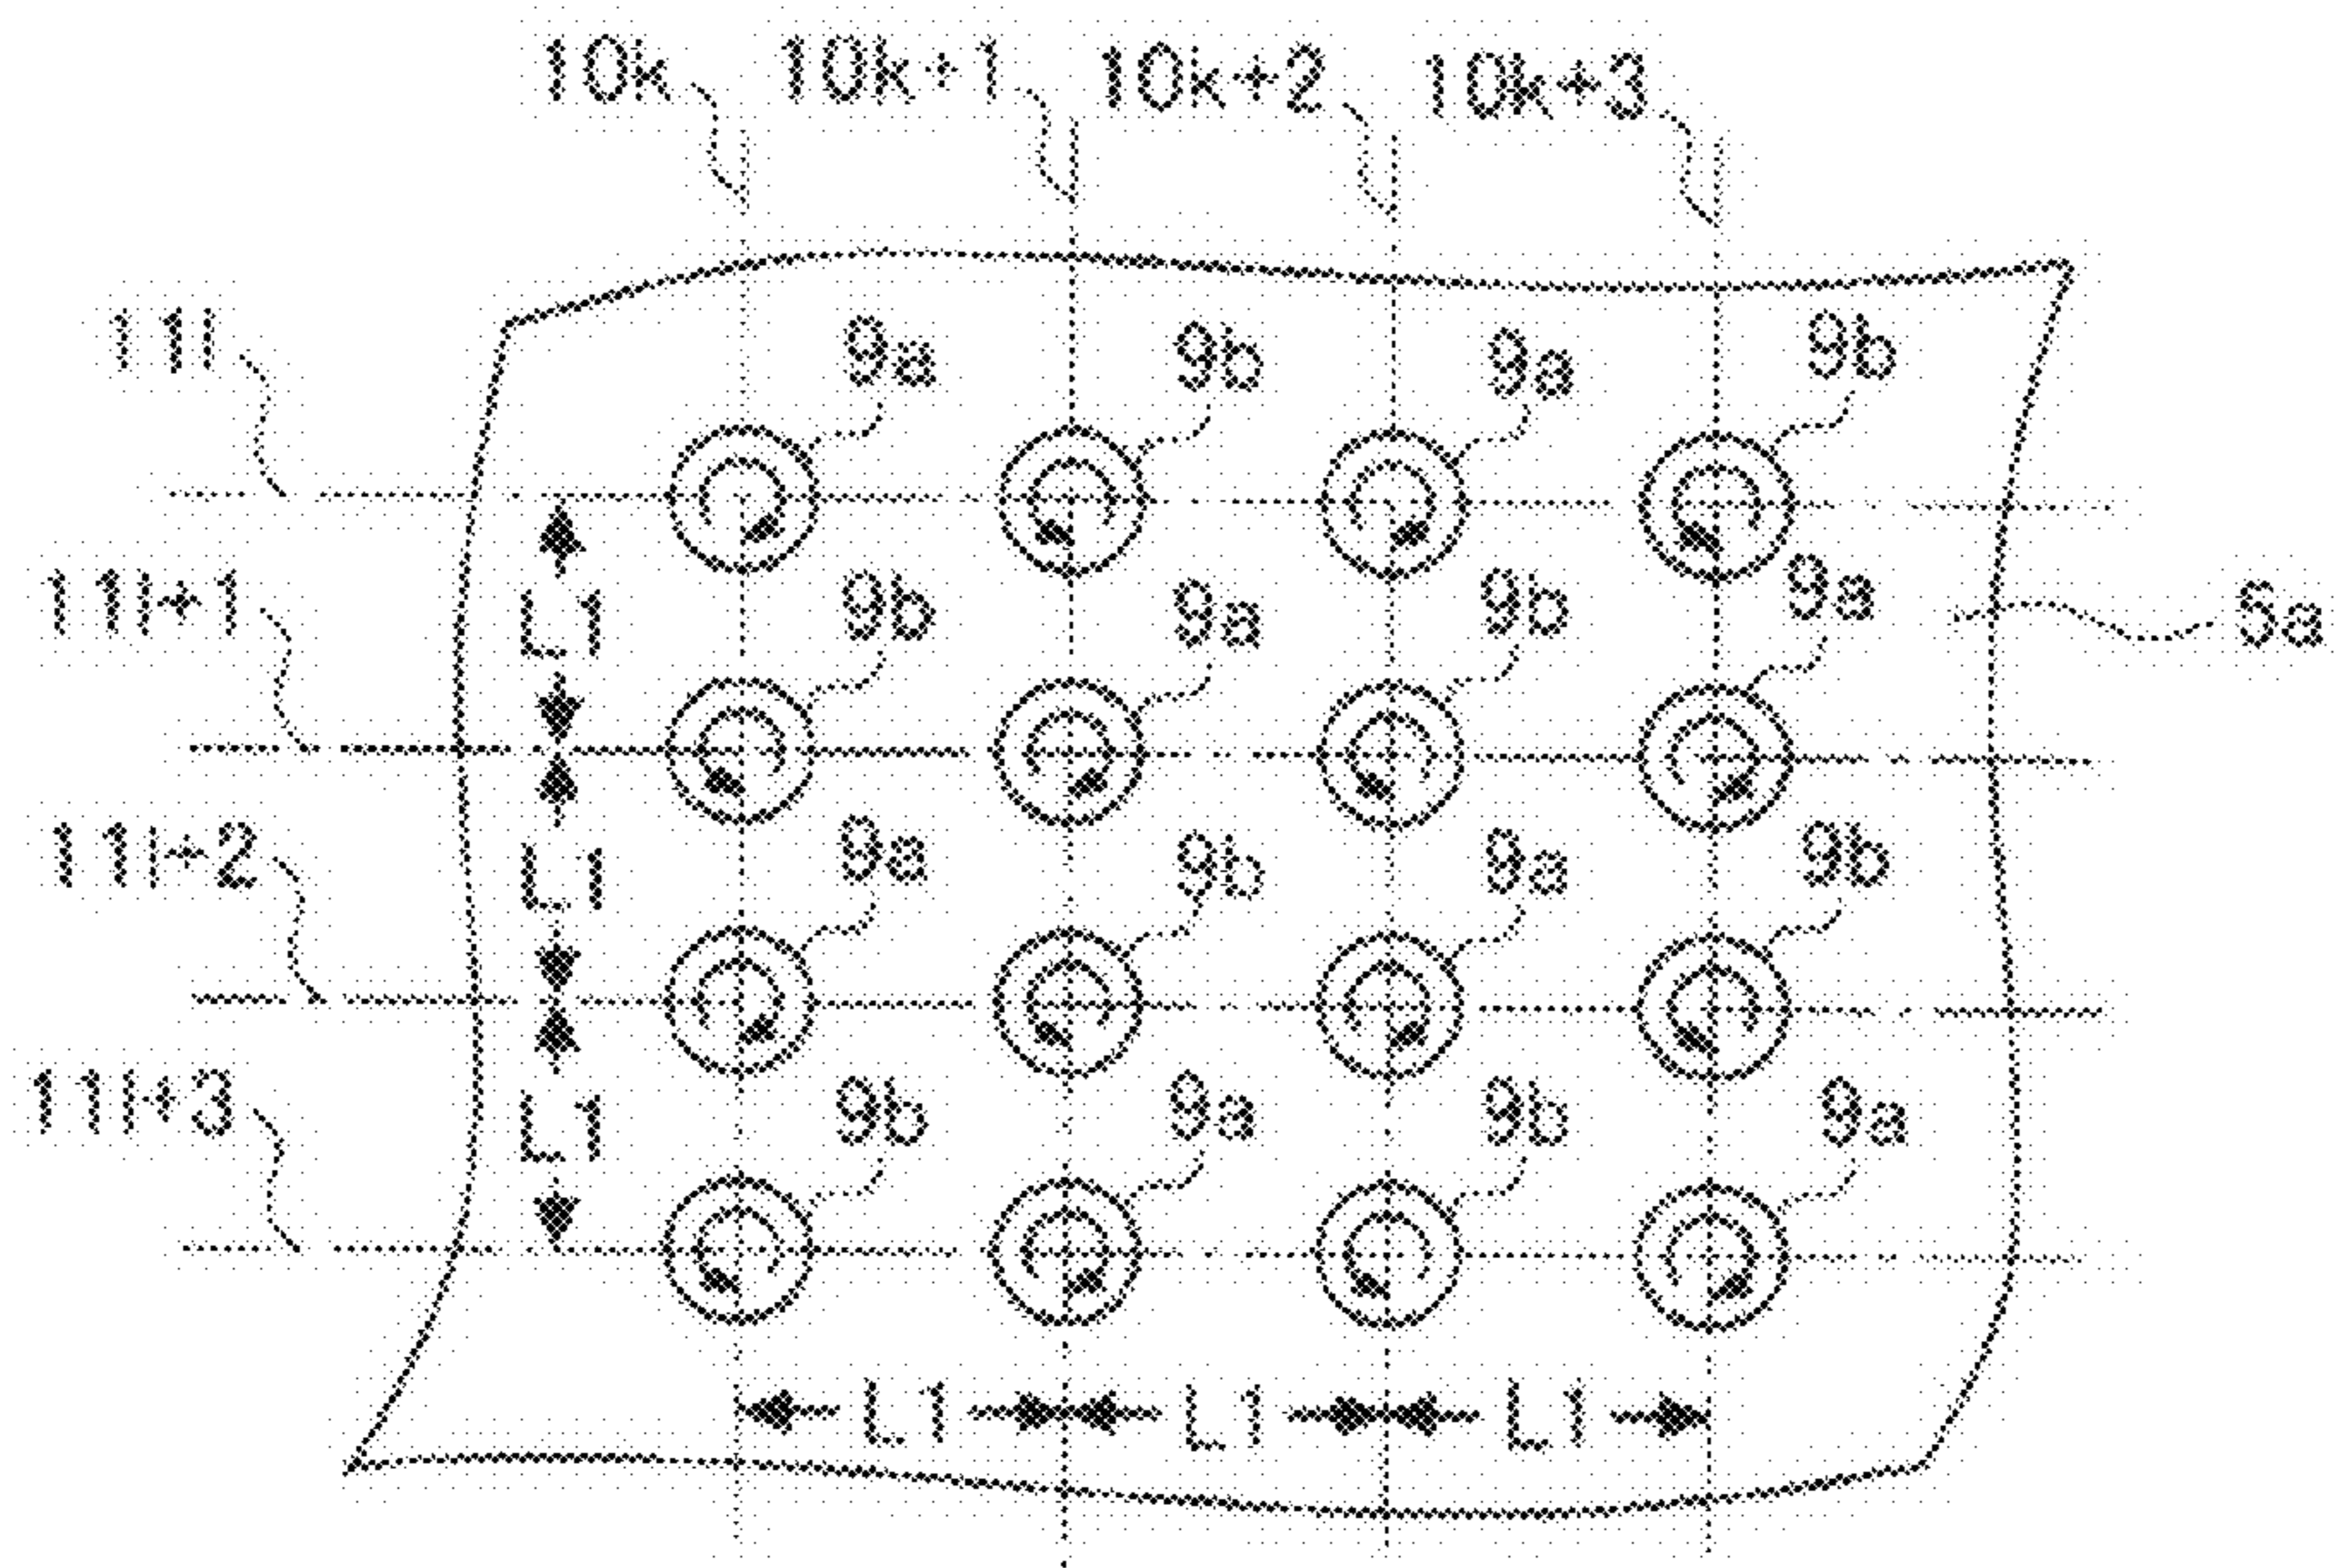 10k 10k+1 10k+2 10k+3
11l 9a 9b 9a 9b
L1
11l+1 9b 9a 9b 9a 5a
L1
11l+2 9a 9b 9a 9b
L1
11l+3 9b 9a 9b 9a
L1 L1 L1